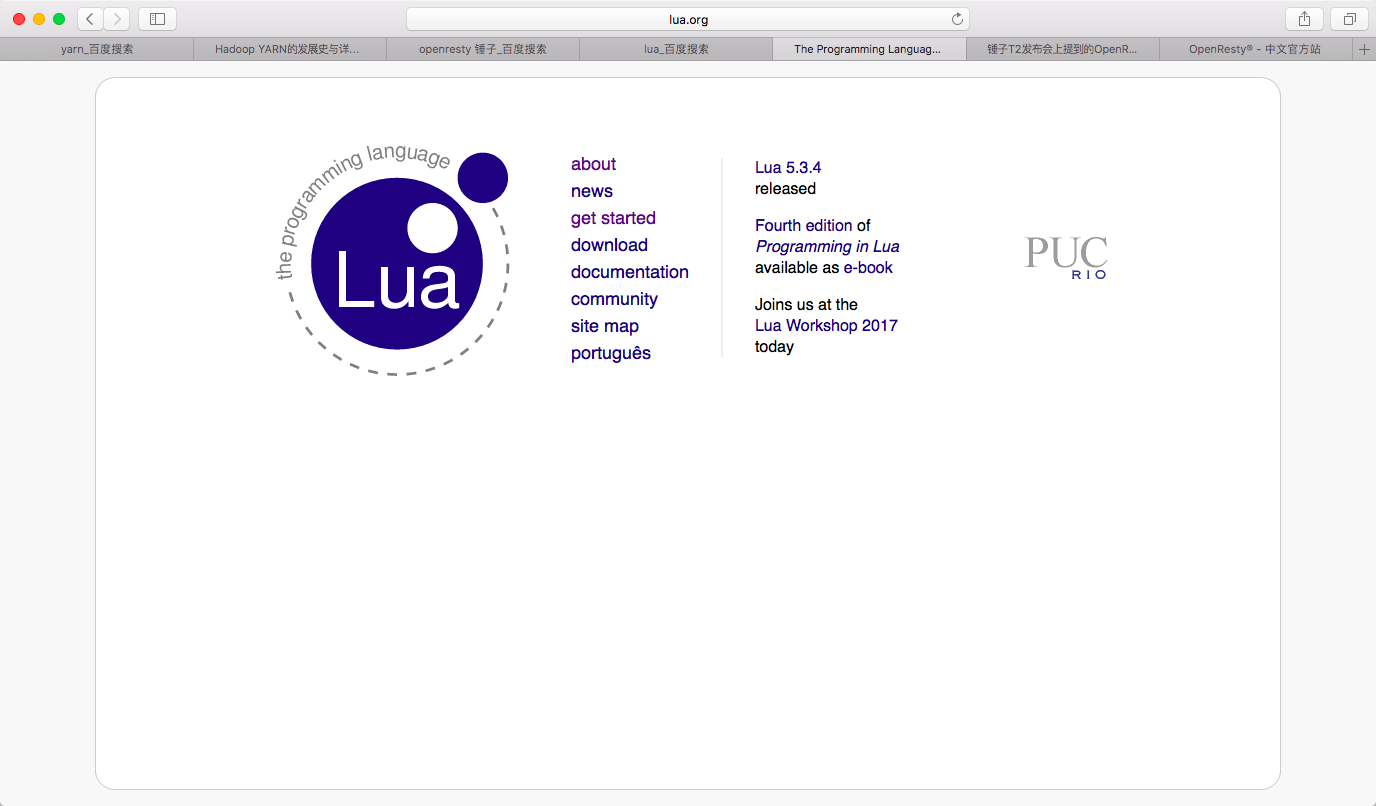 lua.org
yarn_百度搜索
Hadoop YARN的发展史与详...
openresty 锤子_百度搜索
lua_百度搜索
The Programming Languag...
锤子T2发布会上提到的OpenR...
OpenResty® - 中文官方站
the programming language
Lua
about
news
get started
download
documentation
community
site map
português
Lua 5.3.4
released
Fourth edition of
Programming in Lua
available as e-book
Joins us at the
Lua Workshop 2017
today
PUC
RIO